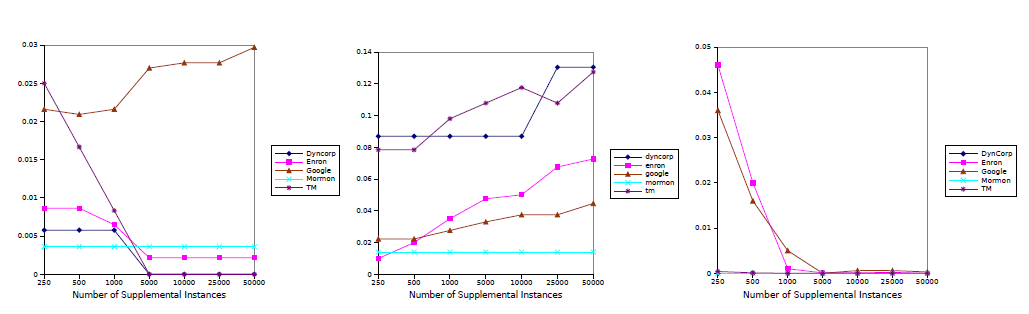 0.03
0.025
0.02
0.015
0.01
0.005
0
250 500 1000 5000 10000 25000 50000
Number of Supplemental Instances
Dyncorp
Enron
Google
Mormon
TM
0.14
0.12
0.1
0.08
0.06
0.04
0.02
0
250 500 1000 5000 10000 25000 50000
Number of Supplemental Instances
dyncorp
enron
google
mormon
tm
0.05
0.04
0.03
0.02
0.01
0
250 500 1000 5000 10000 25000 50000
Number of Supplemental Instances
DynCorp
Enron
Google
Mormon
TM